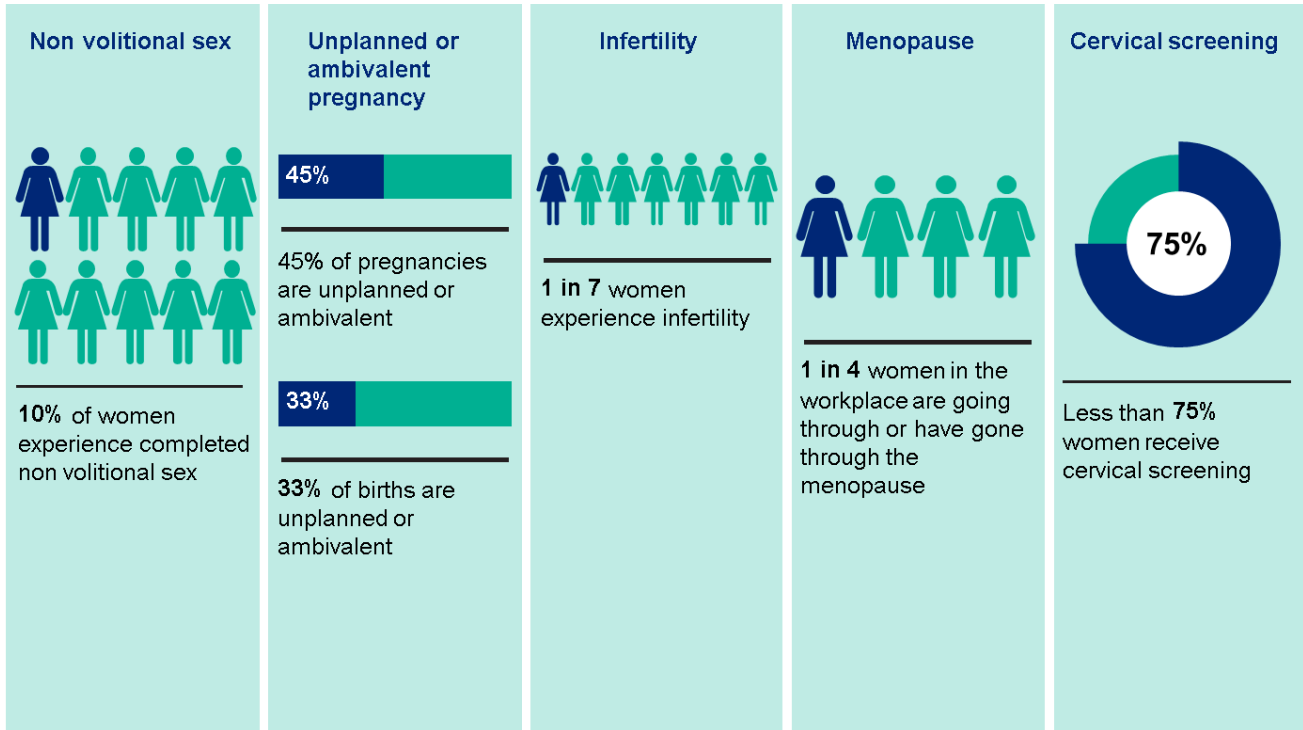 Non volitional sex
10% of women
experience completed
non volitional sex
Unplanned or
ambivalent
pregnancy
45%
45% of pregnancies
are unplanned or
ambivalent
33%
33% of births are
unplanned or
ambivalent
Infertility
1 in 7 women
experience infertility
Menopause
1 in 4 women in the
workplace are going
through or have gone
through the
menopause
Cervical screening
75%
Less than 75%
women receive
cervical screening